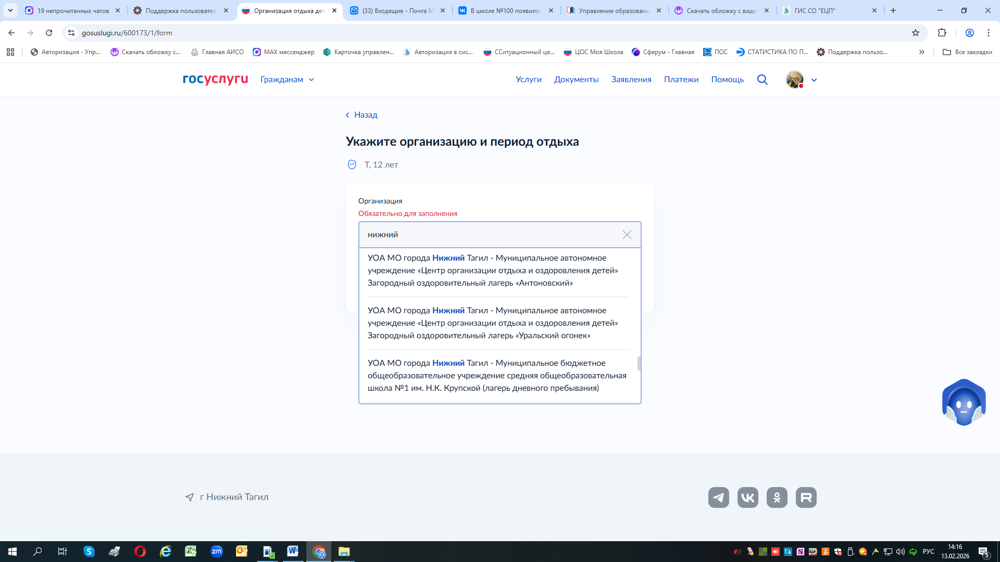 19 непрочитанных чатов
Поддержка пользовател
Организация отдыха дет
(33) Входящие - Почта М
В школе №100 появилос
Управление образовани
Скачать обложку с виде
ГИС СО "ЕЦП"
gosuslugi.ru/600173/1/form
Авторизация - Упр...
Скачать обложку с...
Главная АИСО
MAX мессенджер
Карточка управлен...
Авторизация в сис...
ССитуационный це...
ЦОС Моя Школа
Сферум - Главная
ПОС
СТАТИСТИКА ПО П...
Поддержка пользо...
Все закладки
госуслуги
Гражданам
Услуги
Документы
Заявления
Платежи
Помощь
Назад
Укажите организацию и период отдыха
Т, 12 лет
Организация
Обязательно для заполнения
нижний
УОА МО города Нижний Тагил - Муниципальное автономное
учреждение «Центр организации отдыха и оздоровления детей»
Загородный оздоровительный лагерь «Антоновский»
УОА МО города Нижний Тагил - Муниципальное автономное
учреждение «Центр организации отдыха и оздоровления детей»
Загородный оздоровительный лагерь «Уральский огонек»
УОА МО города Нижний Тагил - Муниципальное бюджетное
общеобразовательное учреждение средняя общеобразовательная
школа №1 им. Н.К. Крупской (лагерь дневного пребывания)
г Нижний Тагил
РУС
14:16
13.02.2026
5